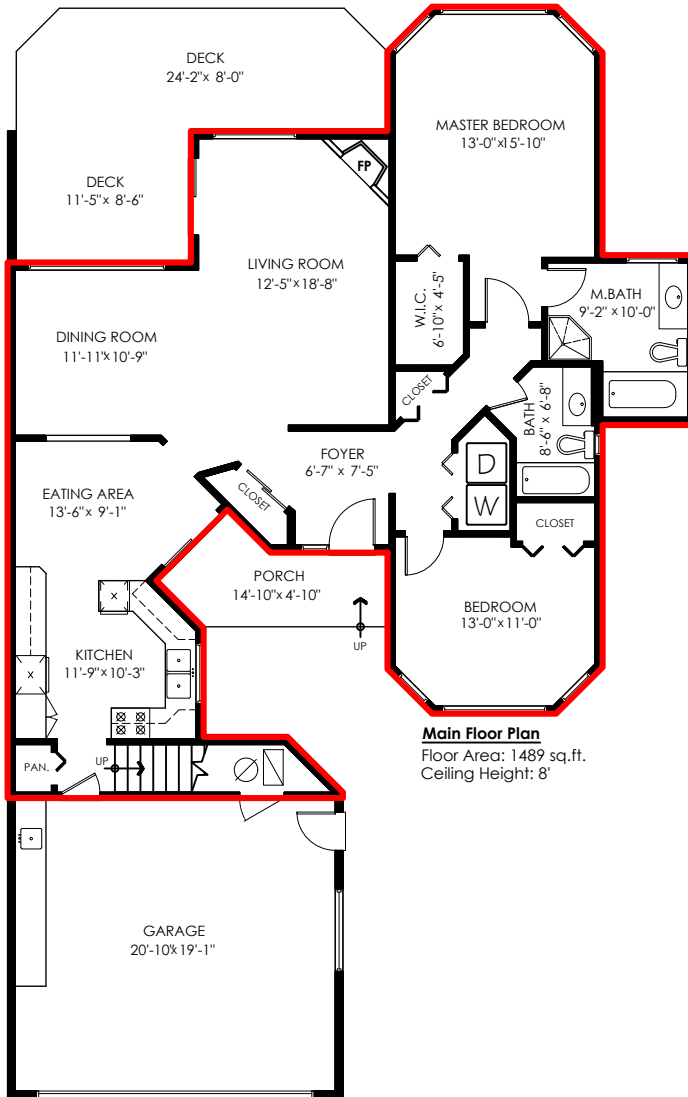 DECK
24'-2"x 8'-0"
MASTER BEDROOM
13'-0"x15'-10"
FP
DECK
11'-5"x 8'-6"
LIVING ROOM
12'-5"x18'-8"
W.I.C.
6'-10"x 4'-5"
M.BATH
9'-2" x 10'-0"
DINING ROOM
11'-11"x10'-9"
CLOSET
BATH
8'-6"x 6'-8"
FOYER
6'-7" x 7'-5"
D
W
EATING AREA
13'-6"x 9'-1"
CLOSET
CLOSET
PORCH
14'-10"x4'-10"
UP
BEDROOM
13'-0"x11'-0"
X
KITCHEN
11'-9"x10'-3"
X
Main Floor Plan
Floor Area: 1489 sq.ft.
Ceiling Height: 8'
PAN.
UP
GARAGE
20'-10"x19'-1"